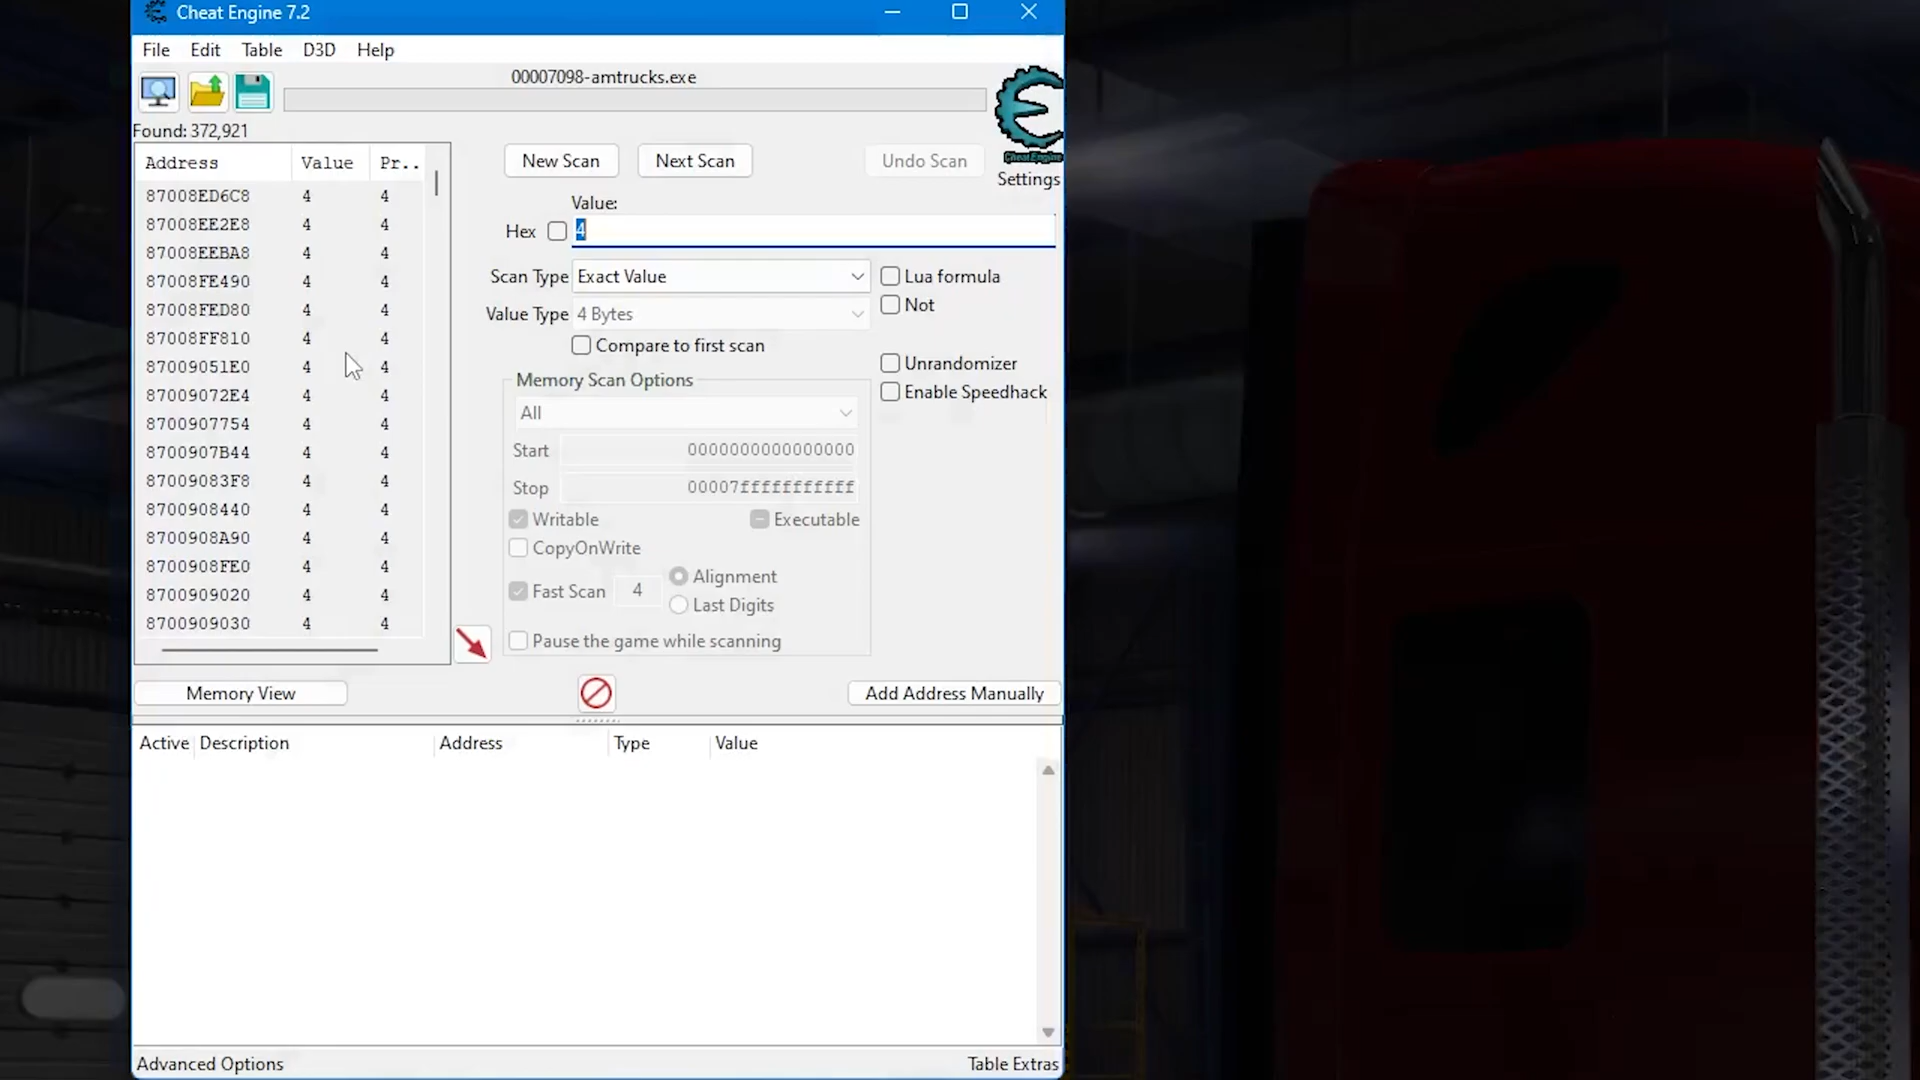 Cheat Engine 7.2
File Edit Table D3D Help
00007098-amtrucks.exe
Found: 372,921
Address Value Pr..
87008ED6C8 4 4
87008EE2E8 4 4
87008EEBA8 4 4
87008FE490 4 4
87008FED80 4 4
87008FF810 4 4
87009051E0 4 4
87009072E4 4 4
8700907754 4 4
8700907B44 4 4
87009083F8 4 4
8700908440 4 4
8700908A90 4 4
8700908FE0 4 4
8700909020 4 4
8700909030 4 4
New Scan Next Scan Undo Scan
Cheat Engine
Settings
Value:
Hex 4
Scan Type Exact Value
Lua formula
Not
Value Type 4 Bytes
Compare to first scan
Unrandomizer
Enable Speedhack
Memory Scan Options
All
Start 0000000000000000
Stop 00007fffffffffff
Writable Executable
CopyOnWrite
Fast Scan 4 Alignment
Last Digits
Pause the game while scanning
Memory View Add Address Manually
Active Description Address Type Value
Advanced Options Table Extras